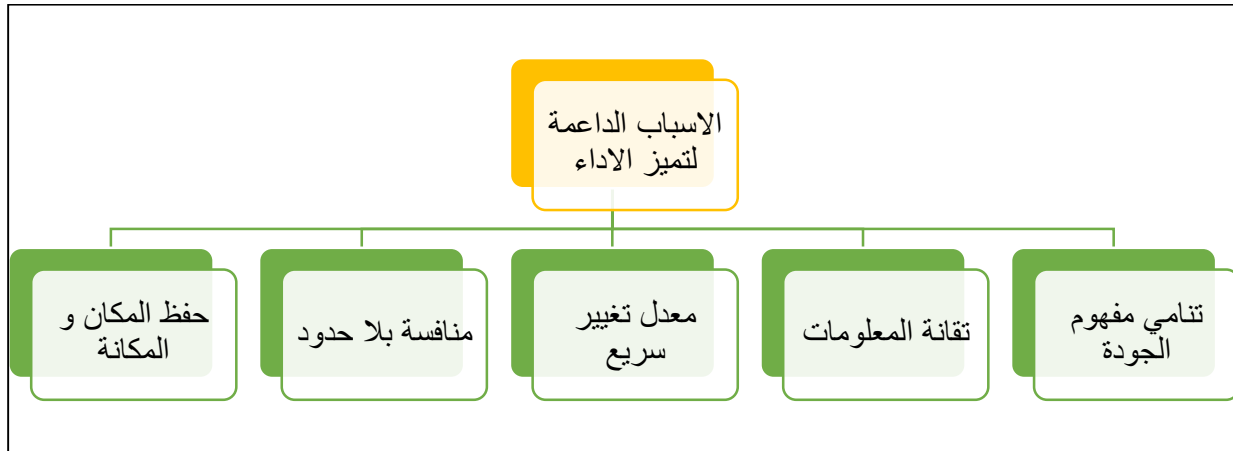 الاسباب الداعمة
لتميز الاداء
تنامي مفهوم
الجودة
تقانة المعلومات
معدل تغيير
سريع
منافسة بلا حدود
حفظ المكان و
المكانة